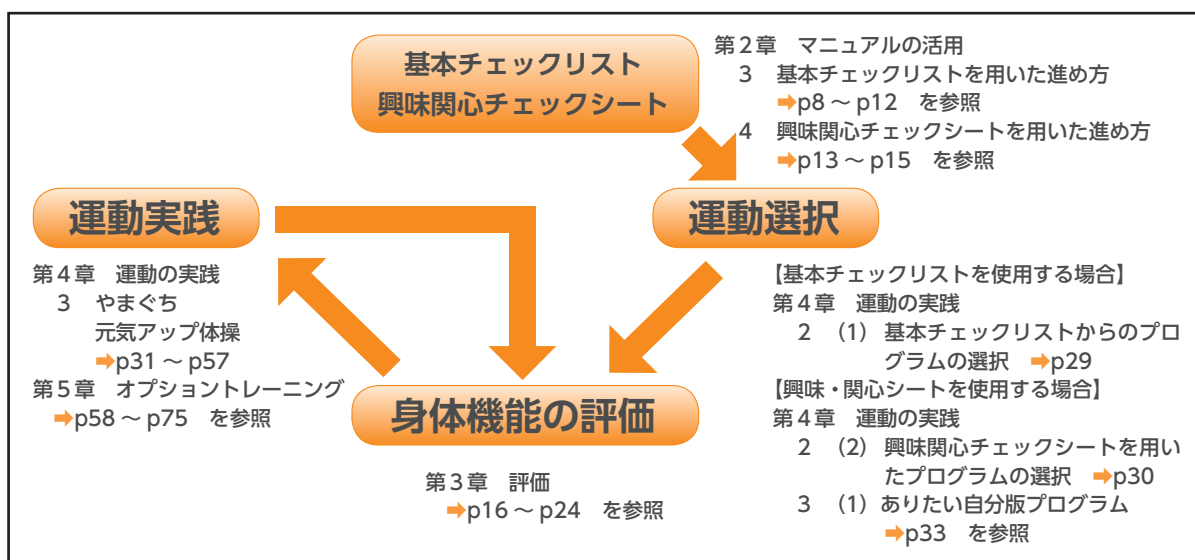 基本チェックリスト
興味関心チェックシート
第2章　マニュアルの活用
3　基本チェックリストを用いた進め方
➡p8 ～ p12　を参照
4　興味関心チェックシートを用いた進め方
➡p13 ～ p15　を参照
運動実践
運動選択
第4章　運動の実践
3　やまぐち
元気アップ体操
➡p31 ～ p57
第5章　オプショントレーニング
➡p58 ～ p75　を参照
【基本チェックリストを使用する場合】
第4章　運動の実践
2　（1） 基本チェックリストからのプロ
グラムの選択　➡p29
【興味・関心シートを使用する場合】
第4章　運動の実践
2　（2） 興味関心チェックシートを用い
たプログラムの選択　➡p30
3　（1） ありたい自分版プログラム
➡p33　を参照
身体機能の評価
第3章　評価
➡p16 ～ p24　を参照